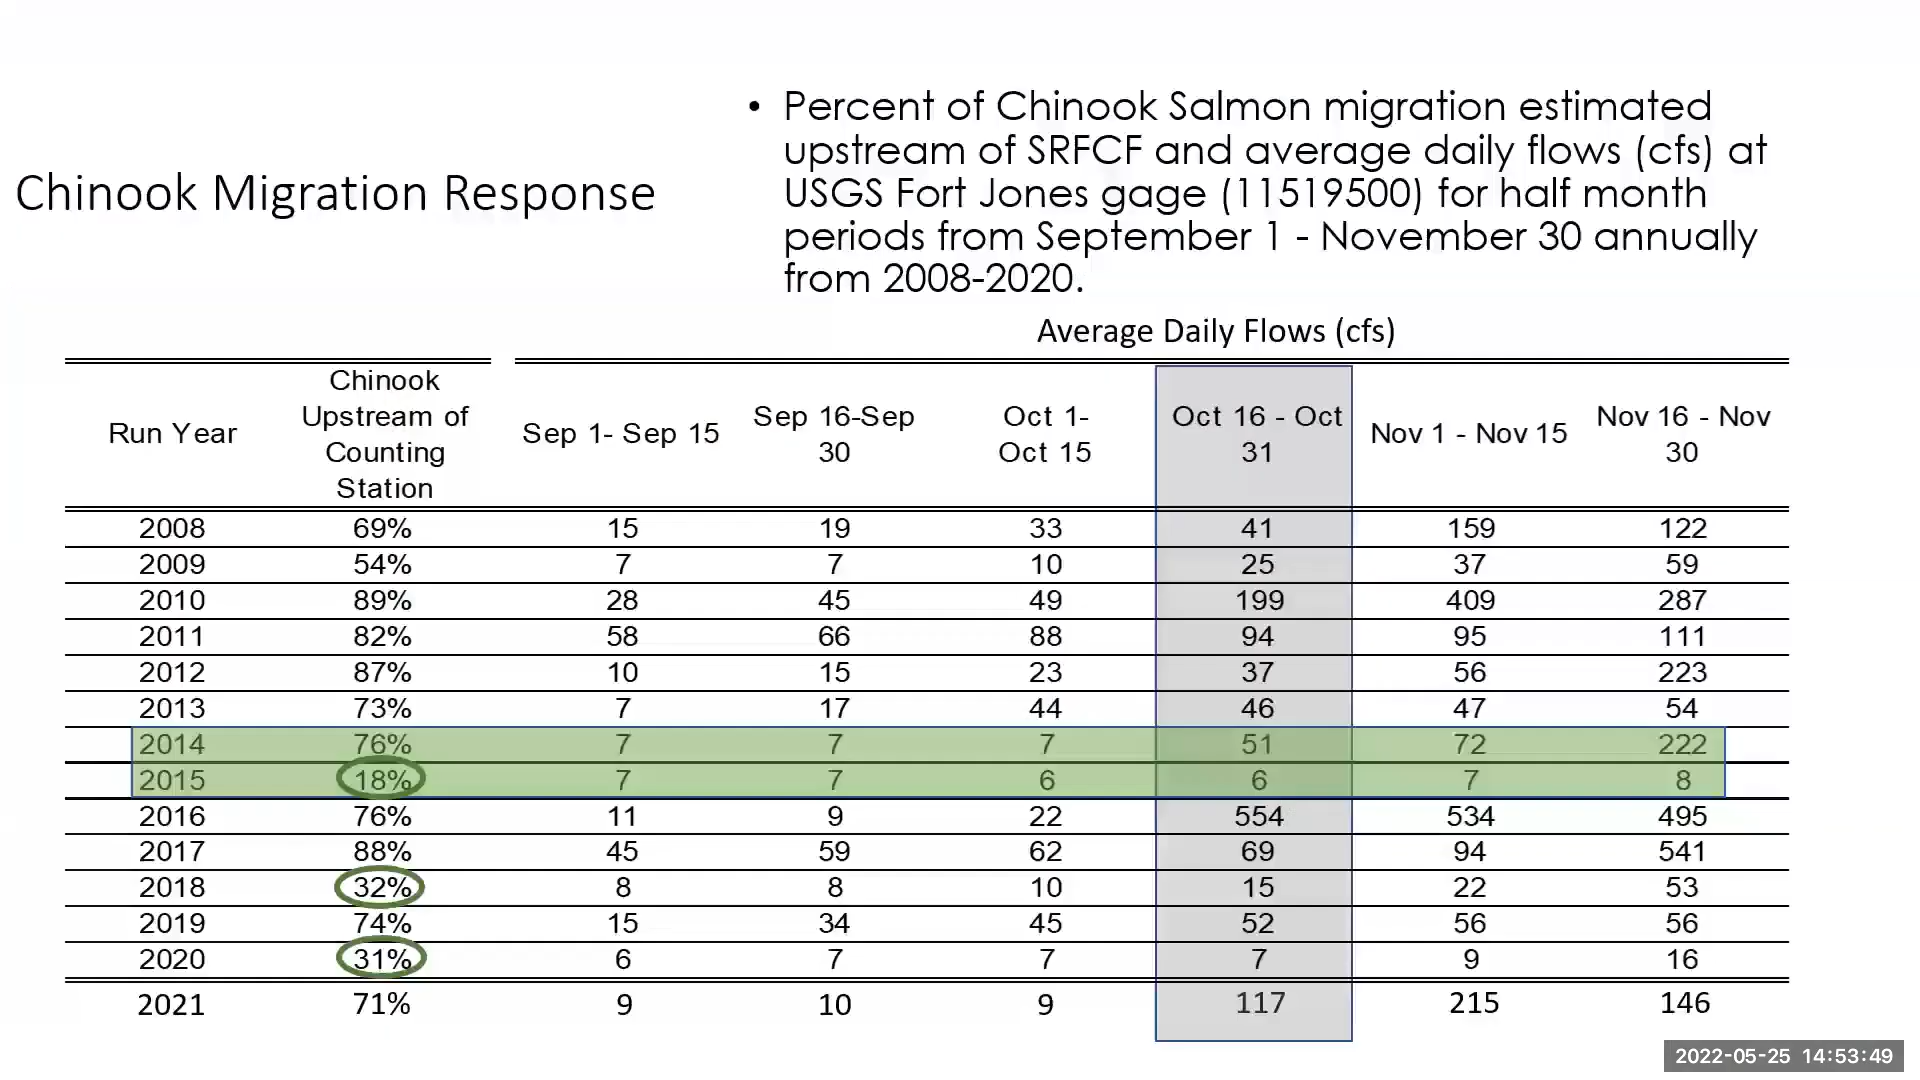 Chinook Migration Response
• Percent of Chinook Salmon migration estimated
upstream of SRFCF and average daily flows (cfs) at
USGS Fort Jones gage (11519500) for half month
periods from September 1 - November 30 annually
from 2008-2020.
Average Daily Flows (cfs)
Run Year
Chinook
Upstream of
Counting
Station
Sep 1- Sep 15
Sep 16-Sep
30
Oct 1-
Oct 15
Oct 16 - Oct
31
Nov 1 - Nov 15
Nov 16 - Nov
30
2008 69% 15 19 33 41 159 122
2009 54% 7 7 10 25 37 59
2010 89% 28 45 49 199 409 287
2011 82% 58 66 88 94 95 111
2012 87% 10 15 23 37 56 223
2013 73% 7 17 44 46 47 54
2014 76% 7 7 7 51 72 222
2015 18% 7 7 6 6 7 8
2016 76% 11 9 22 554 534 495
2017 88% 45 59 62 69 94 541
2018 32% 8 8 10 15 22 53
2019 74% 15 34 45 52 56 56
2020 31% 6 7 7 7 9 16
2021 71% 9 10 9 117 215 146
2022-05-25 14:53:49